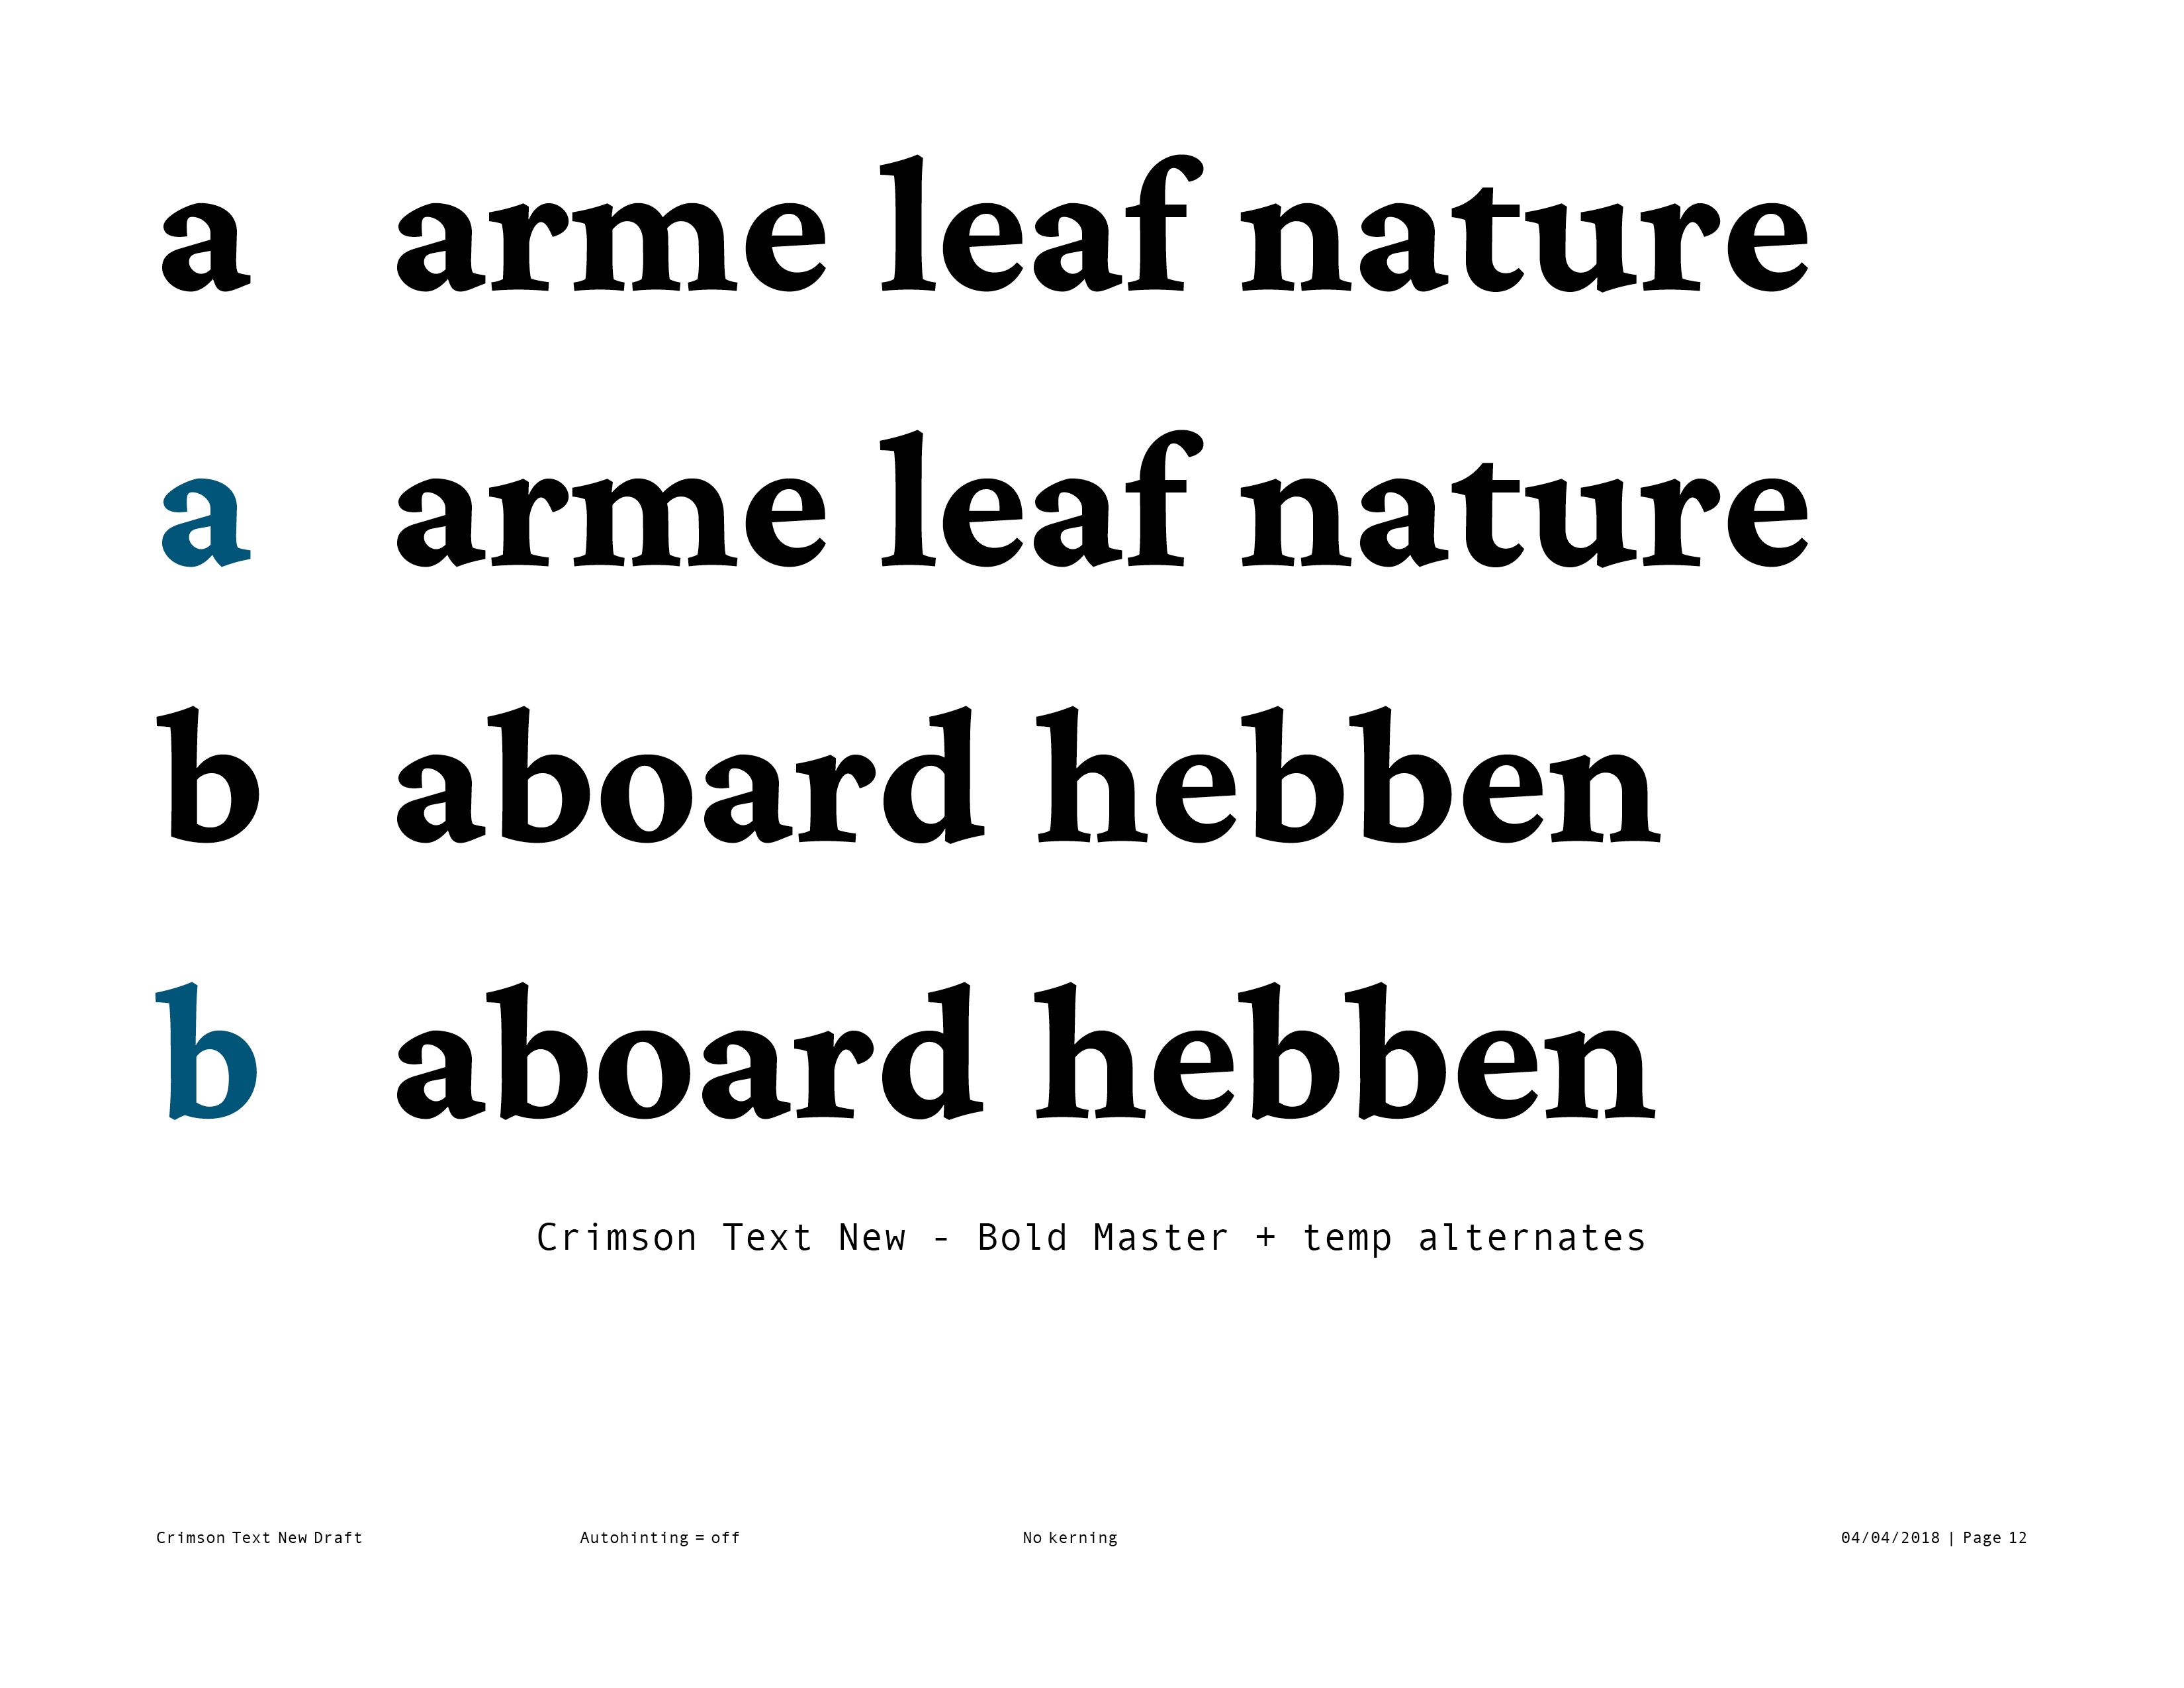 a arme leaf nature
a arme leaf nature
b aboard hebben
b aboard hebben
Crimson Text New - Bold Master + temp alternates
Crimson Text New Draft Autohinting = off No kerning 04/04/2018 | Page 12